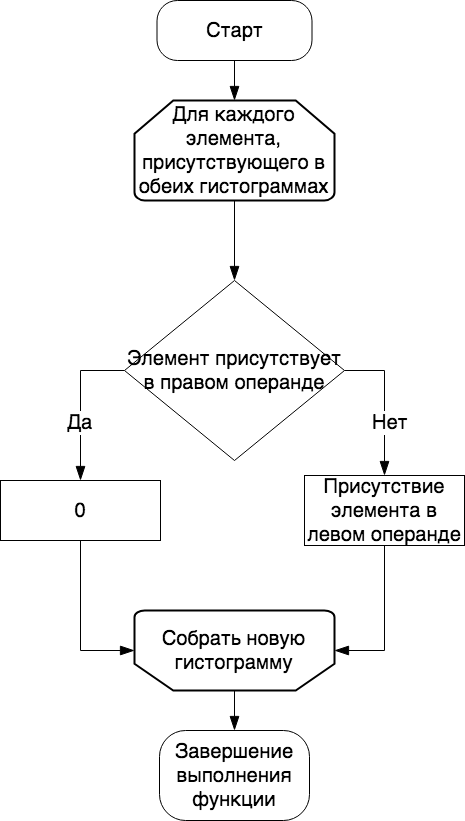 Старт
Для каждого
элемента,
присутствующего в
обеих гистограммах
Элемент присутствует
в правом операнде
Да
Нет
0
Присутствие
элемента в
левом операнде
Собрать новую
гистограмму
Завершение
выполнения
функции